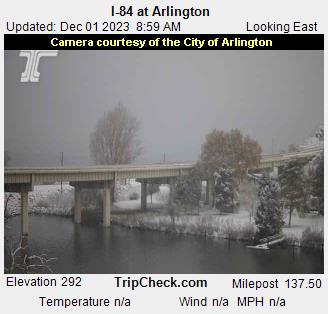 I-84 at Arlington
Updated: Dec 01 2023 8:59 AM Looking East
Camera courtesy of the City of Arlington
Elevation 292 TripCheck.com Milepost 137.50
Temperature n/a Wind n/a MPH n/a